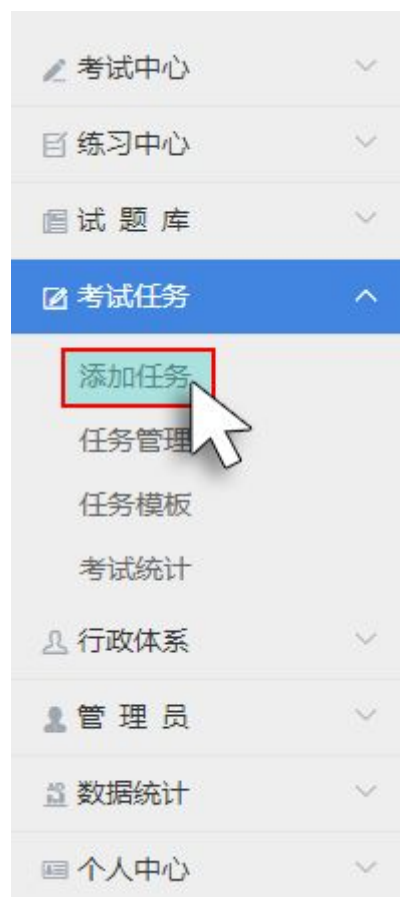 考试中心
练习中心
试 题 库
考试任务
添加任务
任务管理
任务模板
考试统计
行政体系
管 理 员
数据统计
个人中心